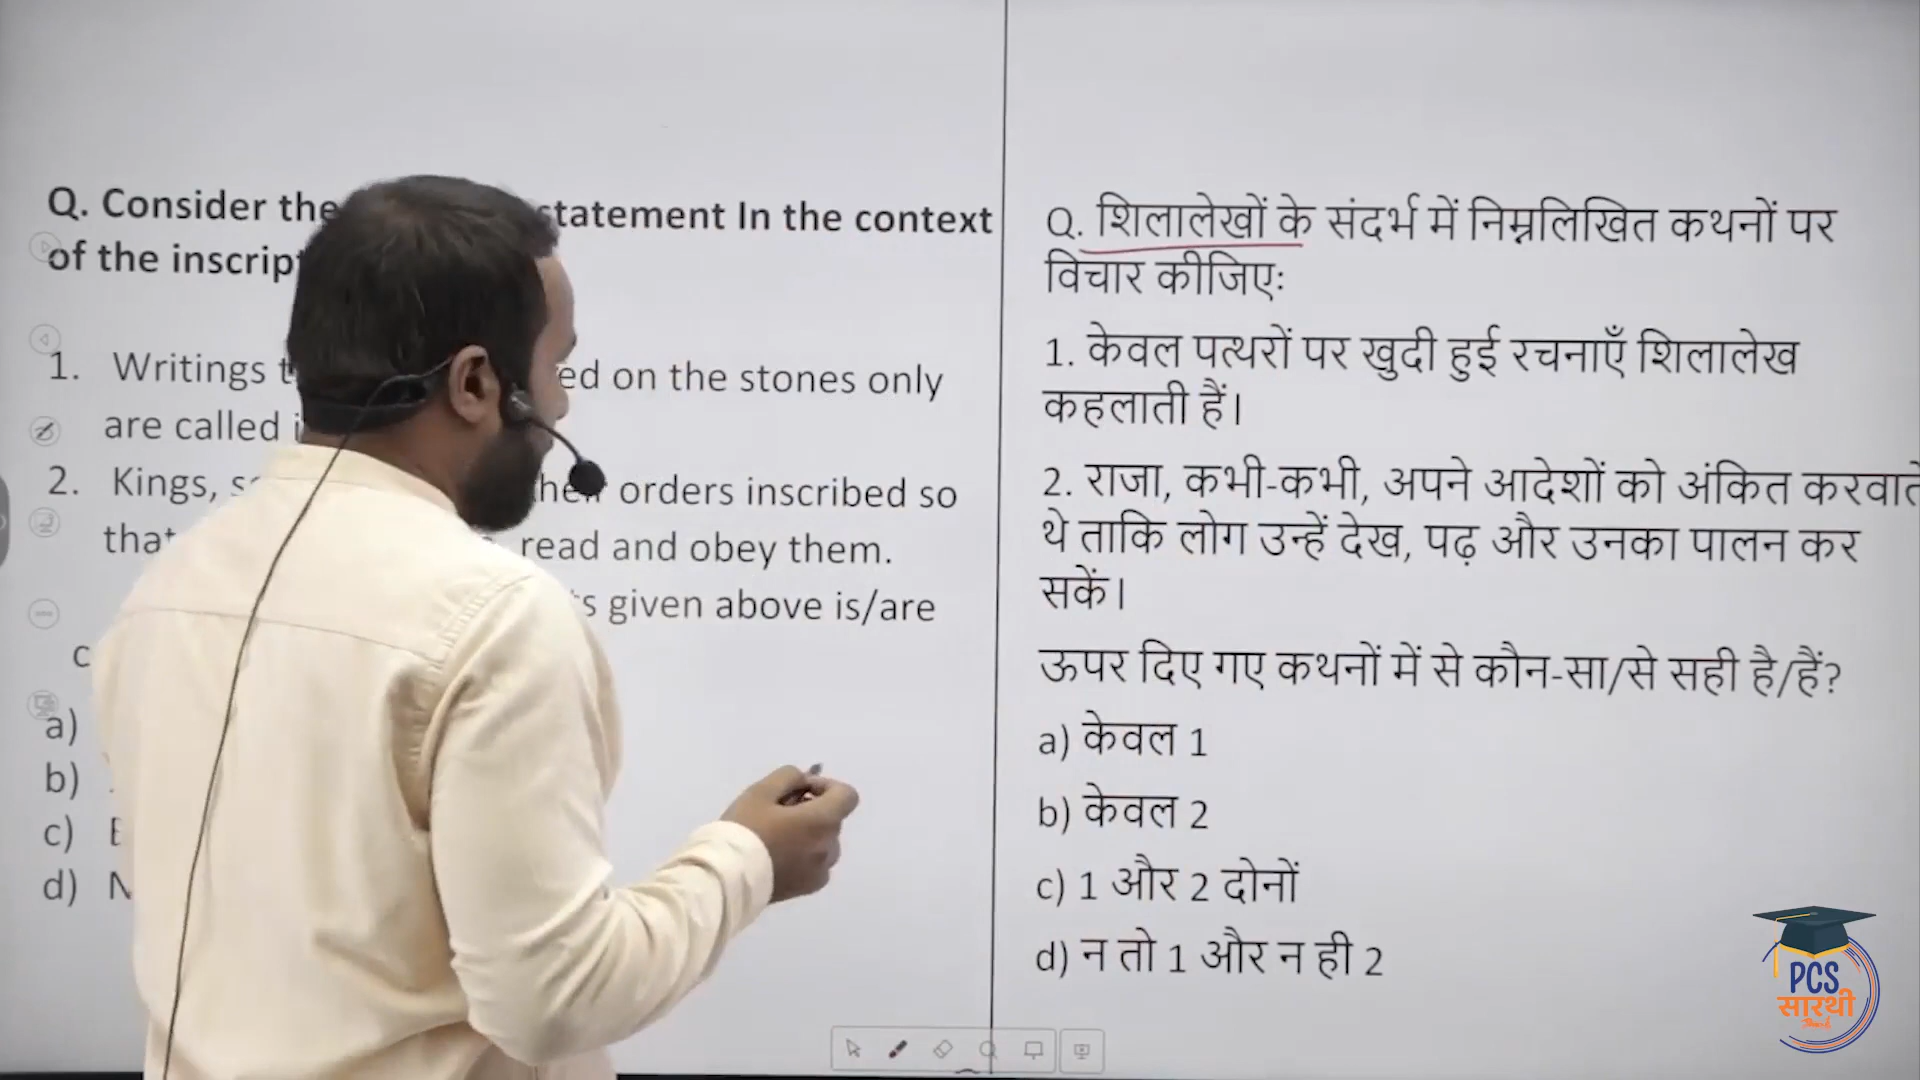 Q. Consider the statement In the context
of the
1. Writings on the stones only
are called
2. Kings, orders inscribed so
read and obey them.
given above is/are
a)
b)
c)
d)
Q. शिलालेखों के संदर्भ में निम्नलिखित कथनों पर
विचार कीजिए:
1. केवल पत्थरों पर खुदी हुई रचनाएँ शिलालेख
कहलाती हैं।
2. राजा, कभी-कभी, अपने आदेशों को अंकित करवाते
थे ताकि लोग उन्हें देख, पढ़ और उनका पालन कर
सकें।
ऊपर दिए गए कथनों में से कौन-सा/से सही है/हैं?
a) केवल 1
b) केवल 2
c) 1 और 2 दोनों
d) न तो 1 और न ही 2
PCS
सारथी